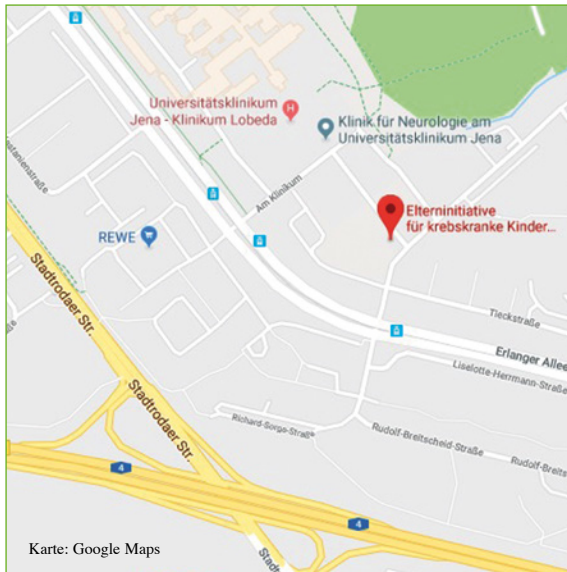 Universitätsklinikum
Jena - Klinikum Lobeda
H
Klinik für Neurologie am
Universitätsklinikum Jena
Am Klinikum
Elterninitiative
für krebskranke Kinder...
REWE
Stadtrodaer Str.
Tieckstraße
Erlanger Allee
Liselotte-Herrmann-Straße
Stadtrodaer Str.
Richard-Sorge-Straße
Rudolf-Breitscheid-Straße
Rudolf-Breits
4
4
Karte: Google Maps
Stadt